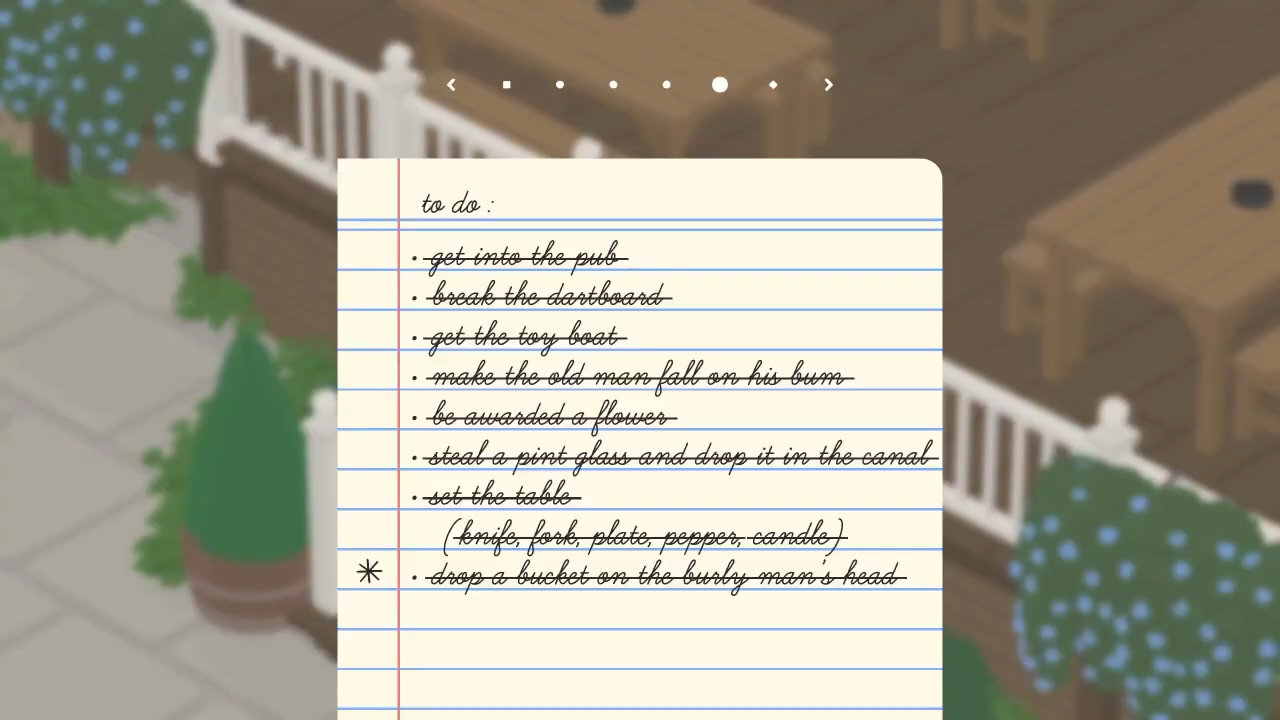 to do :
· get into the pub
· break the dartboard
· get the toy boat
· make the old man fall on his bum
· be awarded a flower
· steal a pint glass and drop it in the canal
· set the table
(knife, fork, plate, pepper, candle)
· drop a bucket on the burly man's head